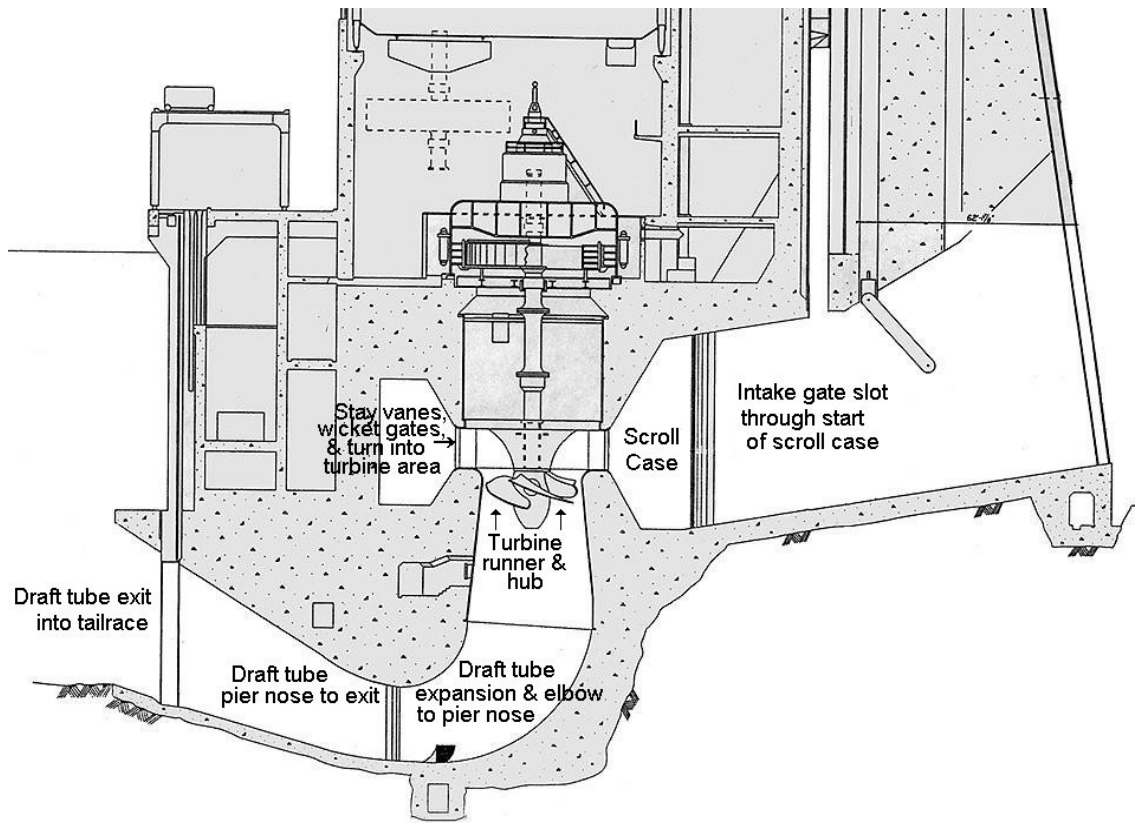 Intake gate slot
through start
of scroll case
Stay vanes,
wicket gates,
& turn into
turbine area
Scroll
Case
Turbine
runner &
hub
Draft tube exit
into tailrace
Draft tube
pier nose to exit
Draft tube
expansion & elbow
to pier nose